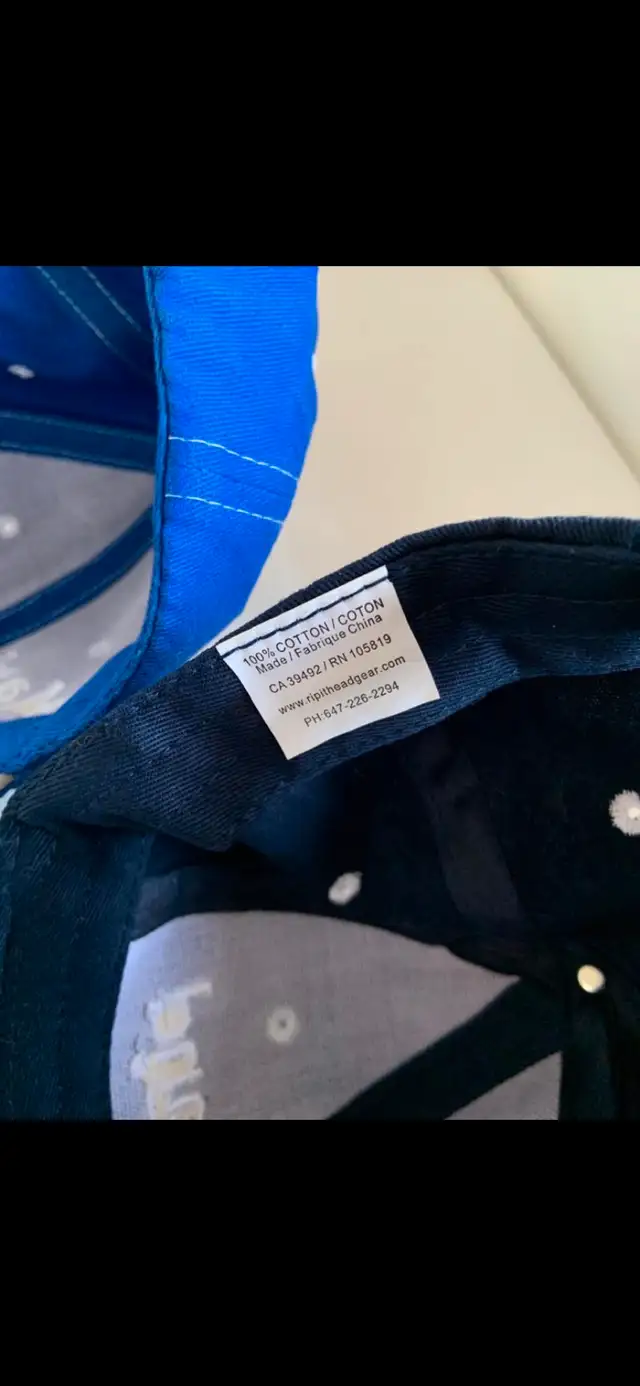 100% COTTON / COTON
Made / Fabrique China
CA 39492 / RN 105819
www.ripitheadgear.com
PH:647-226-2294